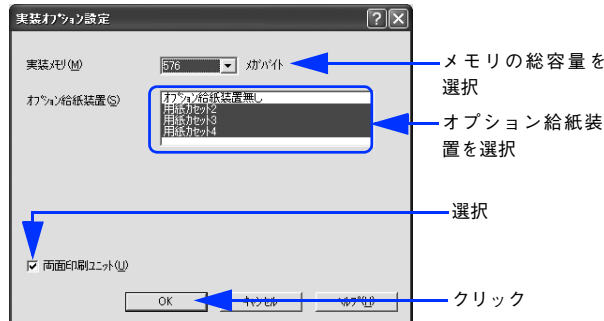 実装ｵﾌﾟｼｮﾝ設定
実装ﾒﾓﾘ(M)
576
ﾒｶﾞﾊﾞｲﾄ
メモリの総容量を
選択
ｵﾌﾟｼｮﾝ給紙装置(S)
ｵﾌﾟｼｮﾝ給紙装置無し
用紙ｶｾｯﾄ2
用紙ｶｾｯﾄ3
用紙ｶｾｯﾄ4
オプション給紙装
置を選択
選択
両面印刷ﾕﾆｯﾄ(U)
OK
ｷｬﾝｾﾙ
ﾍﾙﾌﾟ(H)
クリック